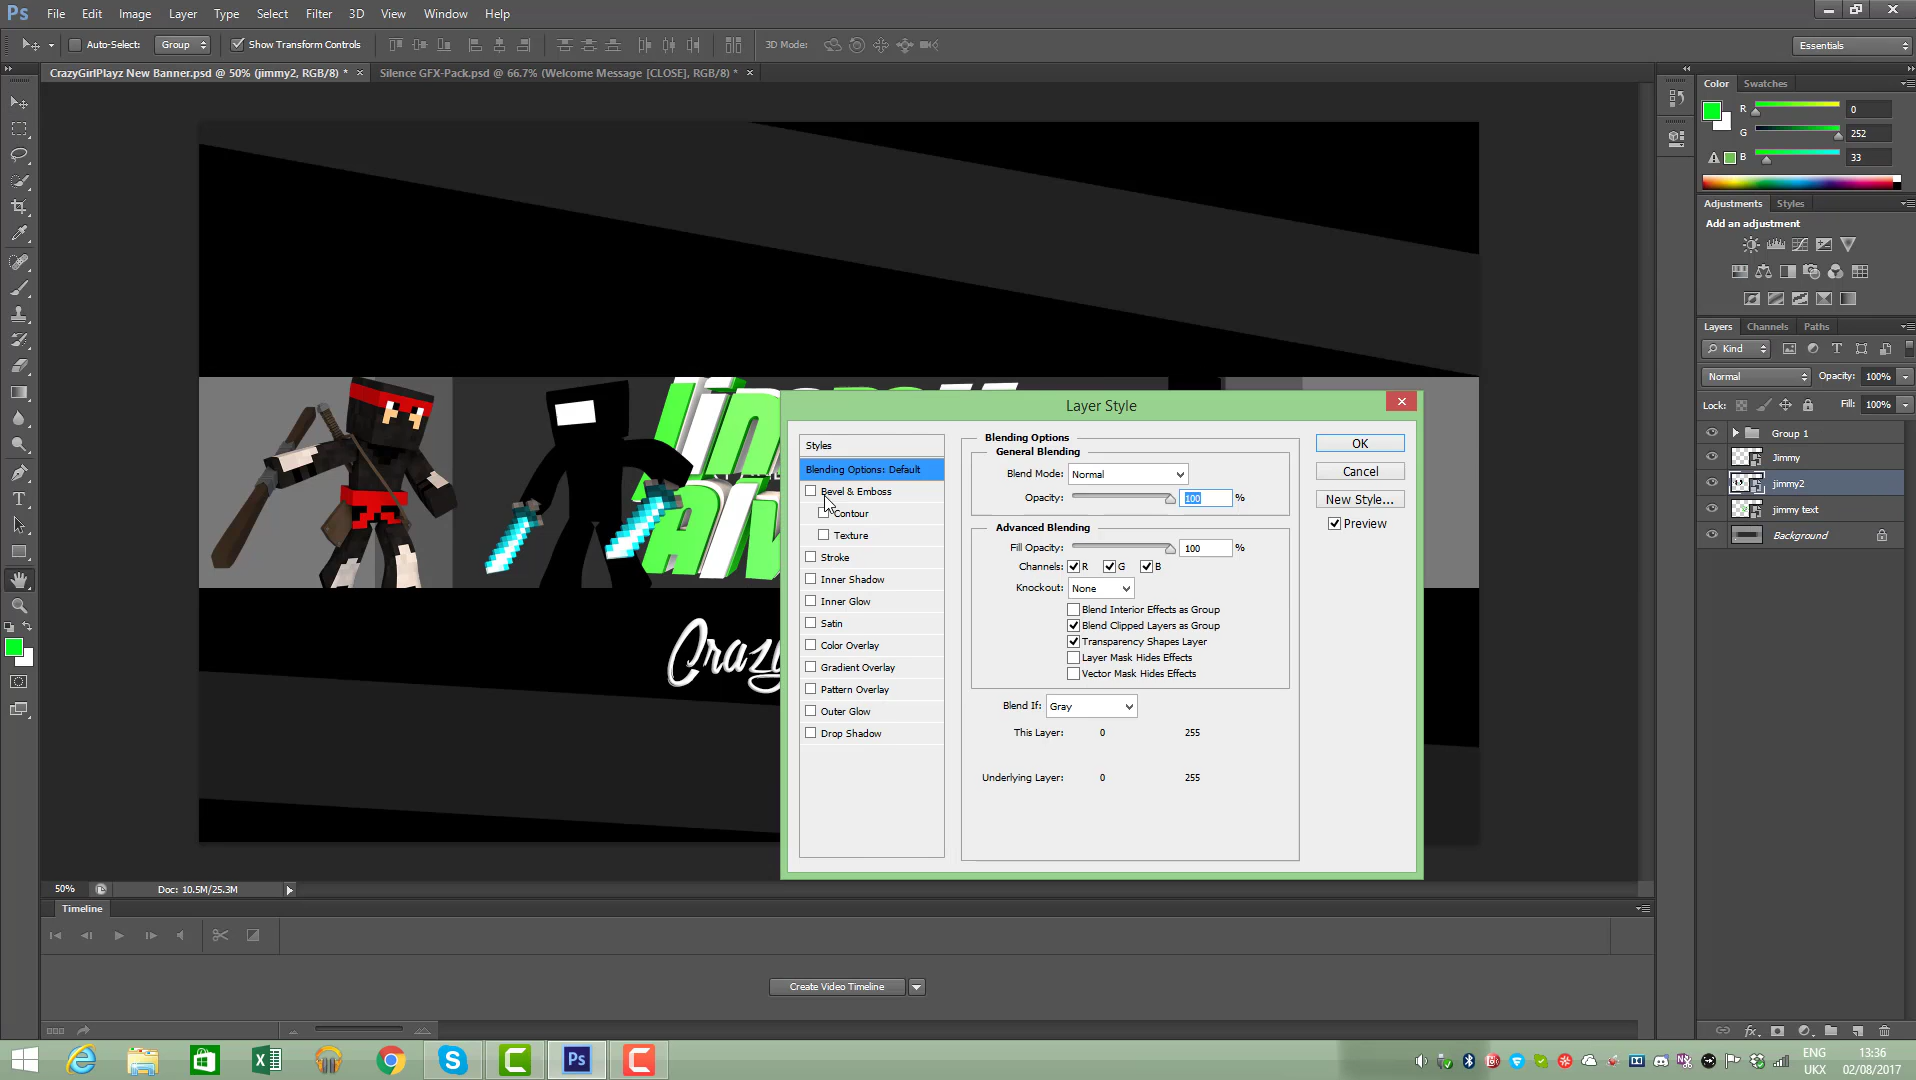 Ps File Edit Image Layer Type Select Filter 3D View Window Help
Auto-Select: Group Show Transform Controls 3D Mode: Essentials
CrazyGirlPlayz New Banner.psd @ 50% (jimmy2, RGB/8) * Silence GFX-Pack.psd @ 66.7% (Welcome Message [CLOSE], RGB/8) *
Color Swatches
R 0
G 252
B 33
Adjustments Styles
Add an adjustment
Layers Channels Paths
Kind
Normal Opacity: 100%
Lock: Fill: 100%
Group 1
Jimmy
jimmy2
jimmy text
Background
Layer Style
Styles
Blending Options: Default
Bevel & Emboss
Contour
Texture
Stroke
Inner Shadow
Inner Glow
Satin
Color Overlay
Gradient Overlay
Pattern Overlay
Outer Glow
Drop Shadow
Blending Options
General Blending
Blend Mode: Normal
Opacity: 100 %
Advanced Blending
Fill Opacity: 100 %
Channels: R G B
Knockout: None
Blend Interior Effects as Group
Blend Clipped Layers as Group
Transparency Shapes Layer
Layer Mask Hides Effects
Vector Mask Hides Effects
Blend If: Gray
This Layer: 0 255
Underlying Layer: 0 255
OK
Cancel
New Style...
Preview
Crazy
50% Doc: 10.5M/25.3M
Timeline
Create Video Timeline
Ps
ENG 13:36
UKX 02/08/2017